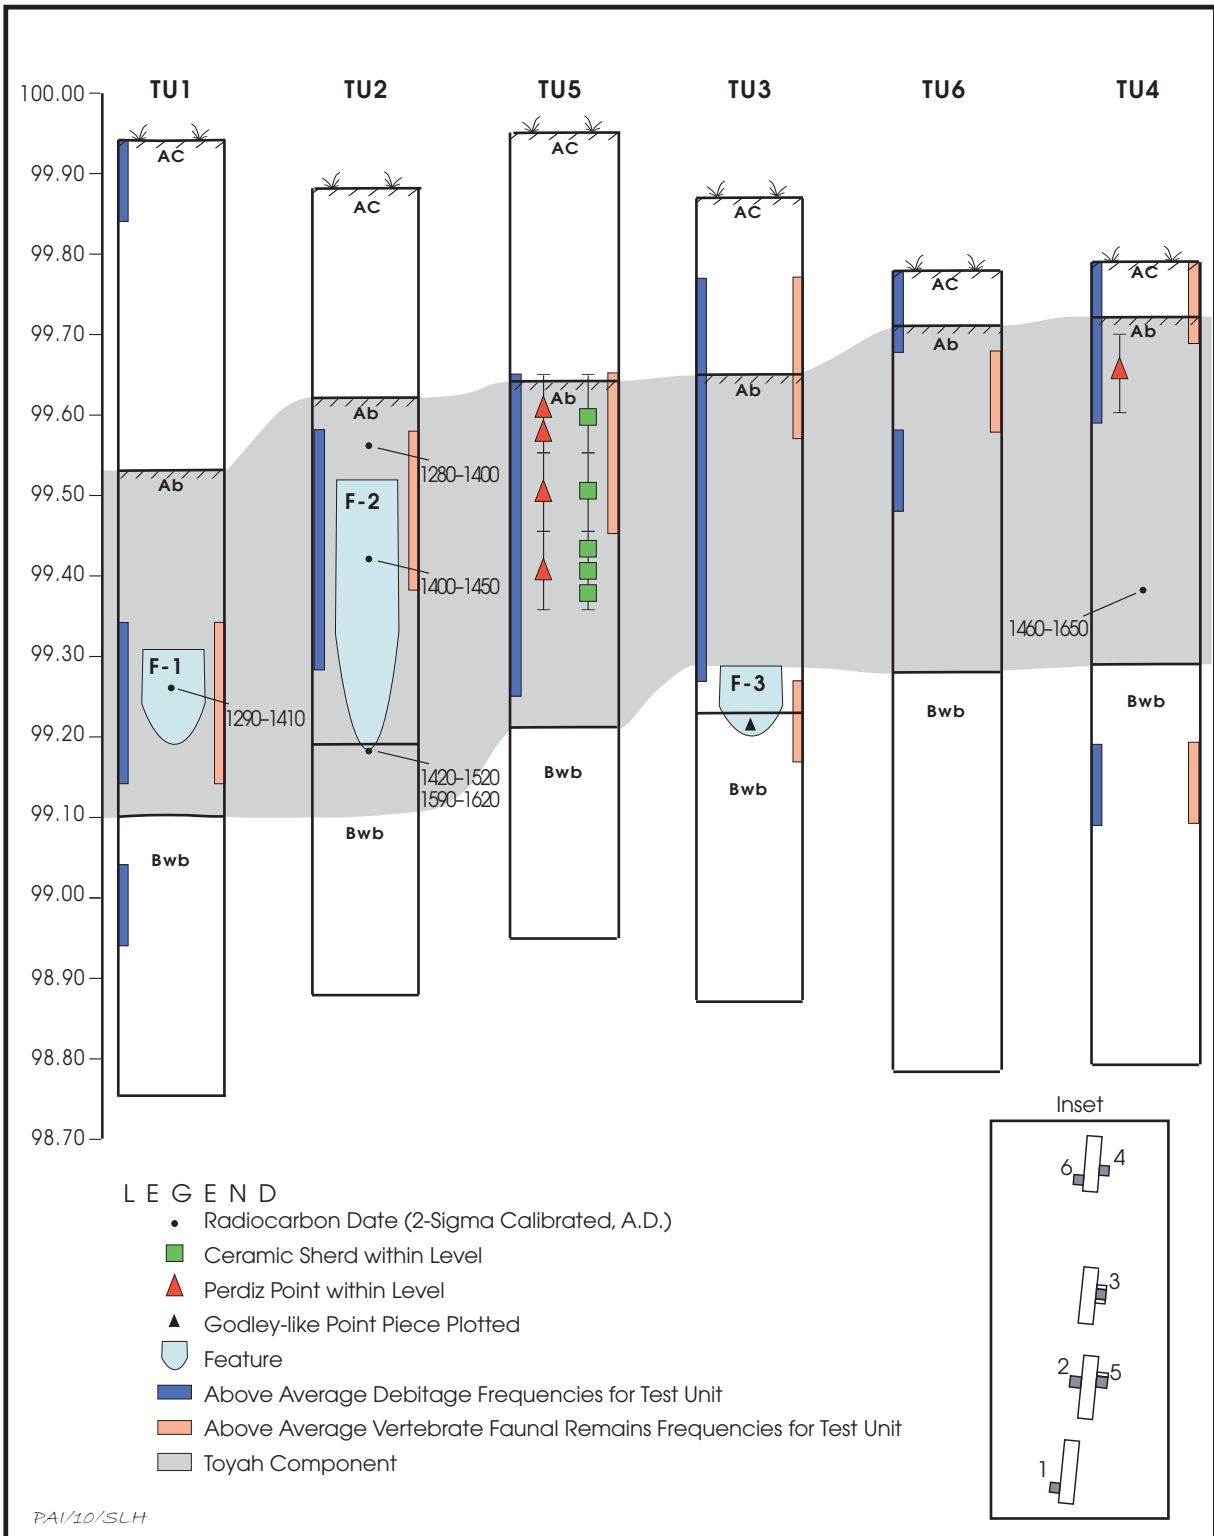 TU1 TU2 TU5 TU3 TU6 TU4
100.00
99.90
99.80
99.70
99.60
99.50
99.40
99.30
99.20
99.10
99.00
98.90
98.80
98.70
AC
Ab
F-1
1290–1410
Bwb
AC
Ab
1280–1400
F-2
1400–1450
1420–1520
1590–1620
Bwb
AC
Ab
Bwb
AC
Ab
F-3
Bwb
AC
Ab
Bwb
AC
Ab
1460–1650
Bwb
Inset
6 4
3
2 5
1
LEGEND
Radiocarbon Date (2-Sigma Calibrated, A.D.)
Ceramic Sherd within Level
Perdiz Point within Level
Godley-like Point Piece Plotted
Feature
Above Average Debitage Frequencies for Test Unit
Above Average Vertebrate Faunal Remains Frequencies for Test Unit
Toyah Component
PAI/10/SLH